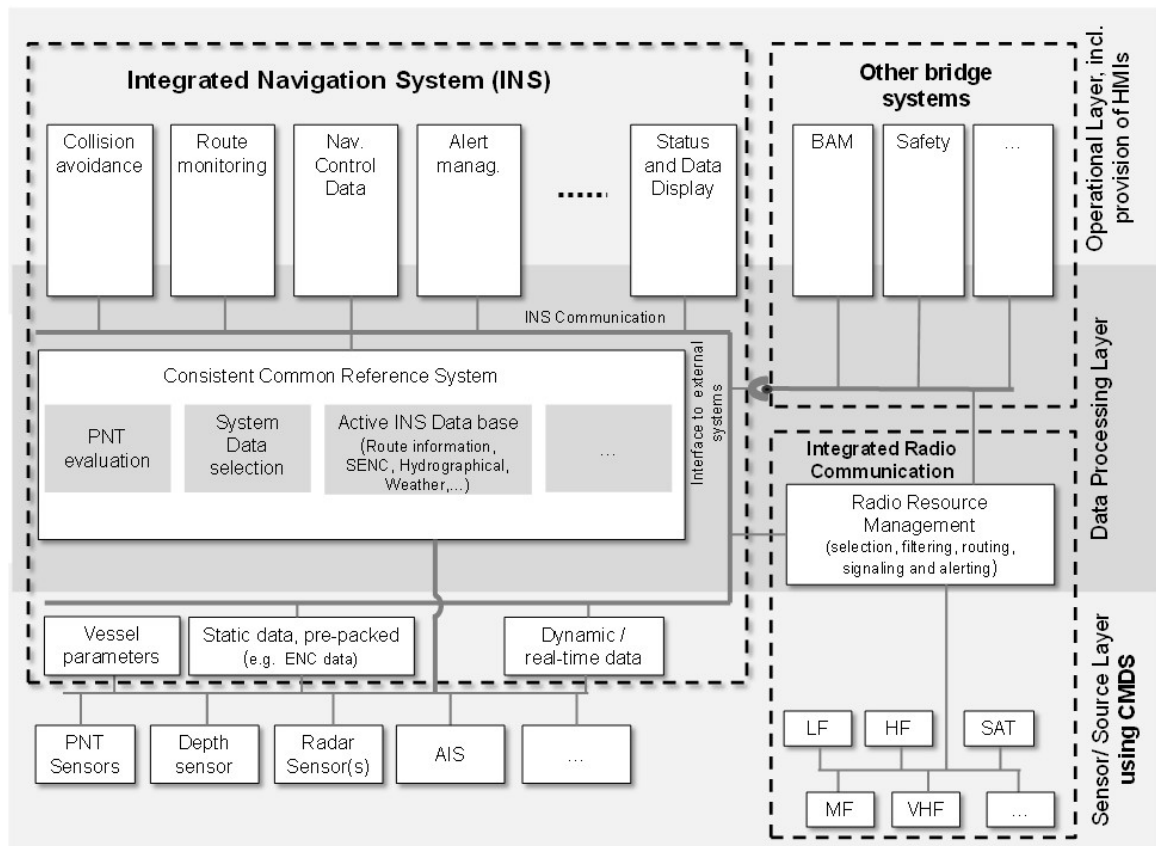 Integrated Navigation System (INS)
Collision
avoidance
Route
monitoring
Nav.
Control
Data
Alert
manag.
......
Status
and Data
Display
Other bridge
systems
BAM
Safety
...
Operational Layer, incl.
provision of HMIs
INS Communication
Interface to external
systems
Consistent Common Reference System
PNT
evaluation
System
Data
selection
Active INS Data base
(Route information,
SENC, Hydrographical,
Weather,...)
...
Data Processing Layer
Integrated Radio
Communication
Radio Resource
Management
(selection, filtering, routing,
signaling and alerting)
Vessel
parameters
Static data, pre-packed
(e.g. ENC data)
Dynamic /
real-time data
PNT
Sensors
Depth
sensor
Radar
Sensor(s)
AIS
...
LF
HF
SAT
MF
VHF
...
Sensor/ Source Layer
using CMDS